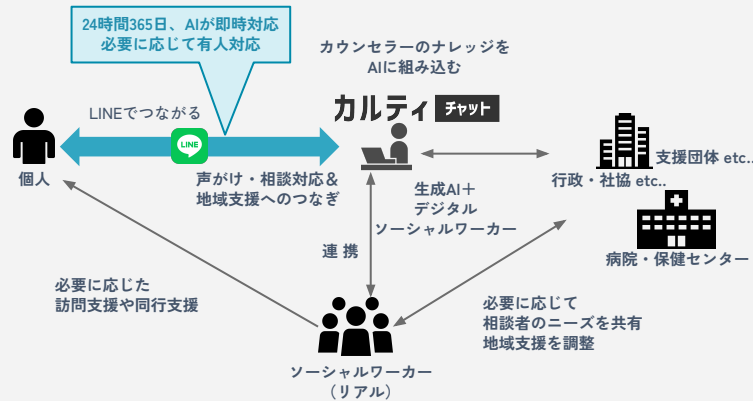 24時間365日、AIが即時対応
必要に応じて有人対応
カウンセラーのナレッジを
AIに組み込む
LINEでつながる
カルティ チャット
LINE
個人
声がけ・相談対応＆
地域支援へのつなぎ
生成AI＋
デジタル
ソーシャルワーカー
支援団体 etc..
行政・社協 etc..
病院・保健センター
連携
必要に応じた
訪問支援や同行支援
必要に応じて
相談者のニーズを共有
地域支援を調整
ソーシャルワーカー
（リアル）